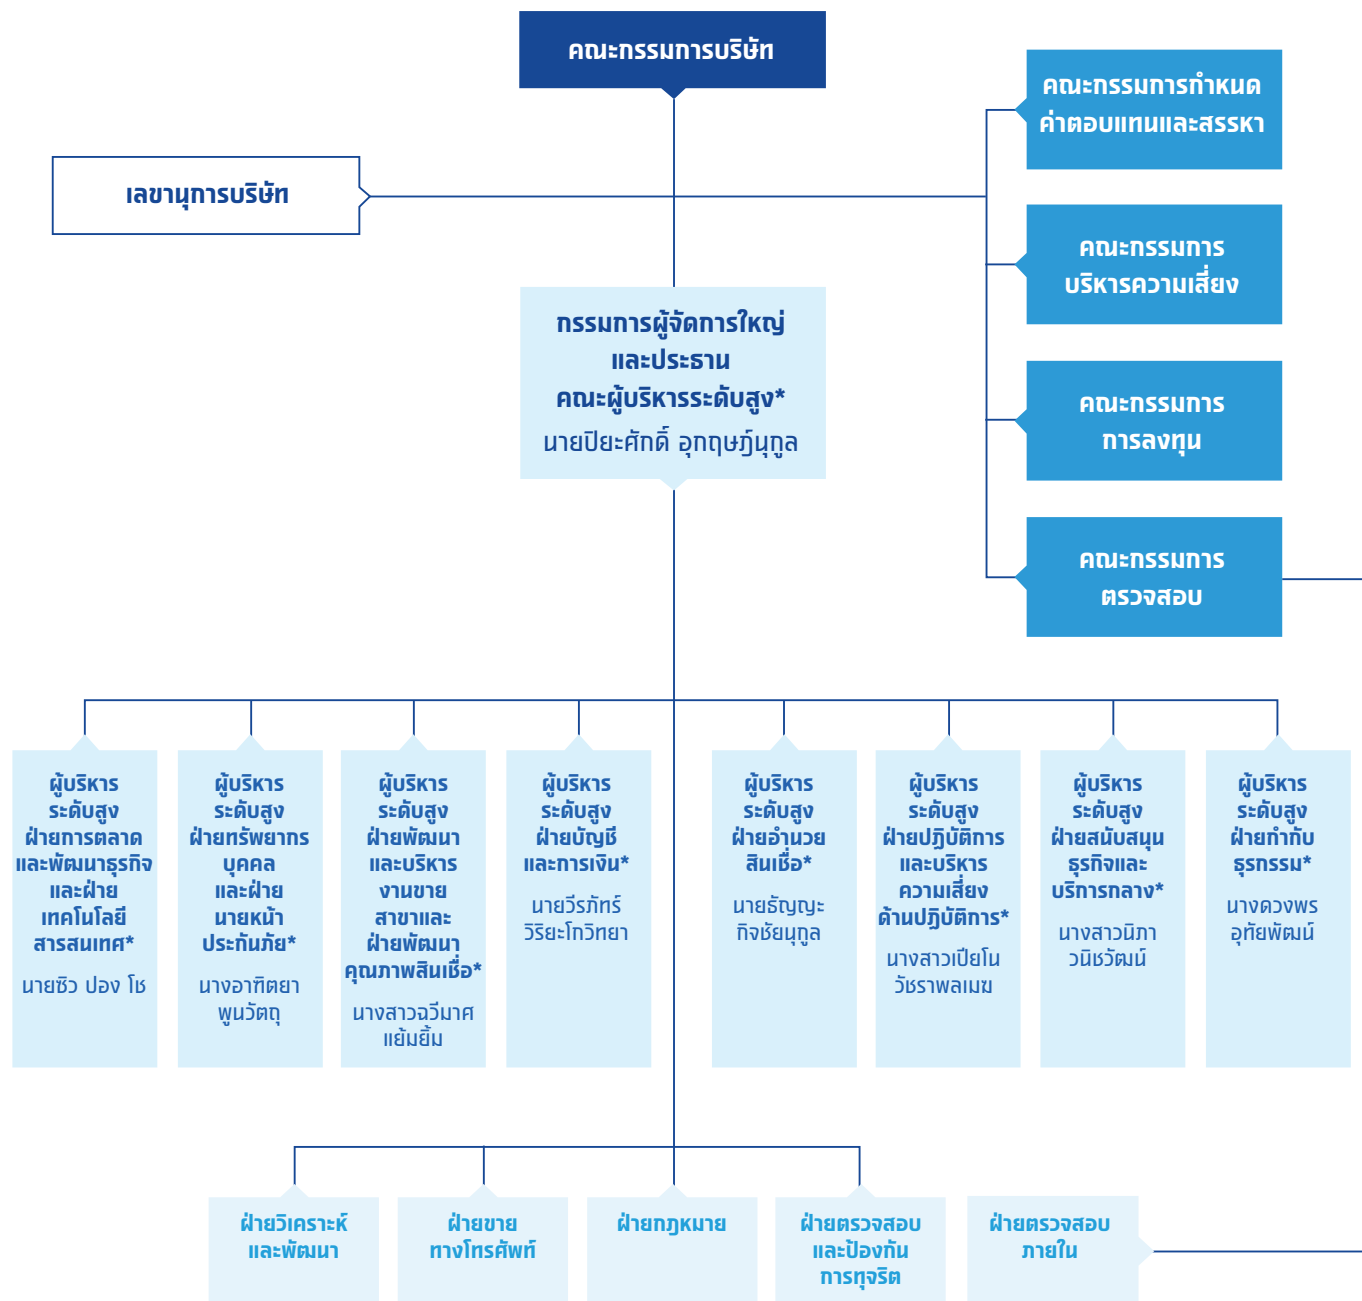 คณะกรรมการบริษัท
คณะกรรมการกำหนด
ค่าตอบแทนและสรรหา
เลขานุการบริษัท
คณะกรรมการ
บริหารความเสี่ยง
กรรมการผู้จัดการใหญ่
และประธาน
คณะผู้บริหารระดับสูง*
นายปิยะศักดิ์ อุกฤษฎ์นุกูล
คณะกรรมการ
การลงทุน
คณะกรรมการ
ตรวจสอบ
ผู้บริหาร
ระดับสูง
ฝ่ายการตลาด
และพัฒนาธุรกิจ
และฝ่าย
เทคโนโลยี
สารสนเทศ*
นายซิว ปอง โช
ผู้บริหาร
ระดับสูง
ฝ่ายทรัพยากร
บุคคล
และฝ่าย
นายหน้า
ประกันภัย*
นางอาฑิตยา
พูนวัตถุ
ผู้บริหาร
ระดับสูง
ฝ่ายพัฒนา
และบริหาร
งานขาย
สาขาและ
ฝ่ายพัฒนา
คุณภาพสินเชื่อ*
นางสาวฉวีมาศ
แย้มยิ้ม
ผู้บริหาร
ระดับสูง
ฝ่ายบัญชี
และการเงิน*
นายวีรภัทร์
วิริยะโกวิทยา
ผู้บริหาร
ระดับสูง
ฝ่ายอำนวย
สินเชื่อ*
นายธัญญะ
กิจชัยนุกูล
ผู้บริหาร
ระดับสูง
ฝ่ายปฏิบัติการ
และบริหาร
ความเสี่ยง
ด้านปฏิบัติการ*
นางสาวเปียโน
วัชราพลเมฆ
ผู้บริหาร
ระดับสูง
ฝ่ายสนับสนุน
ธุรกิจและ
บริการกลาง*
นางสาวนิภา
วนิชวัฒน์
ผู้บริหาร
ระดับสูง
ฝ่ายกำกับ
ธุรกรรม*
นางดวงพร
อุทัยพัฒน์
ฝ่ายวิเคราะห์
และพัฒนา
ฝ่ายขาย
ทางโทรศัพท์
ฝ่ายกฎหมาย
ฝ่ายตรวจสอบ
และป้องกัน
การทุจริต
ฝ่ายตรวจสอบ
ภายใน